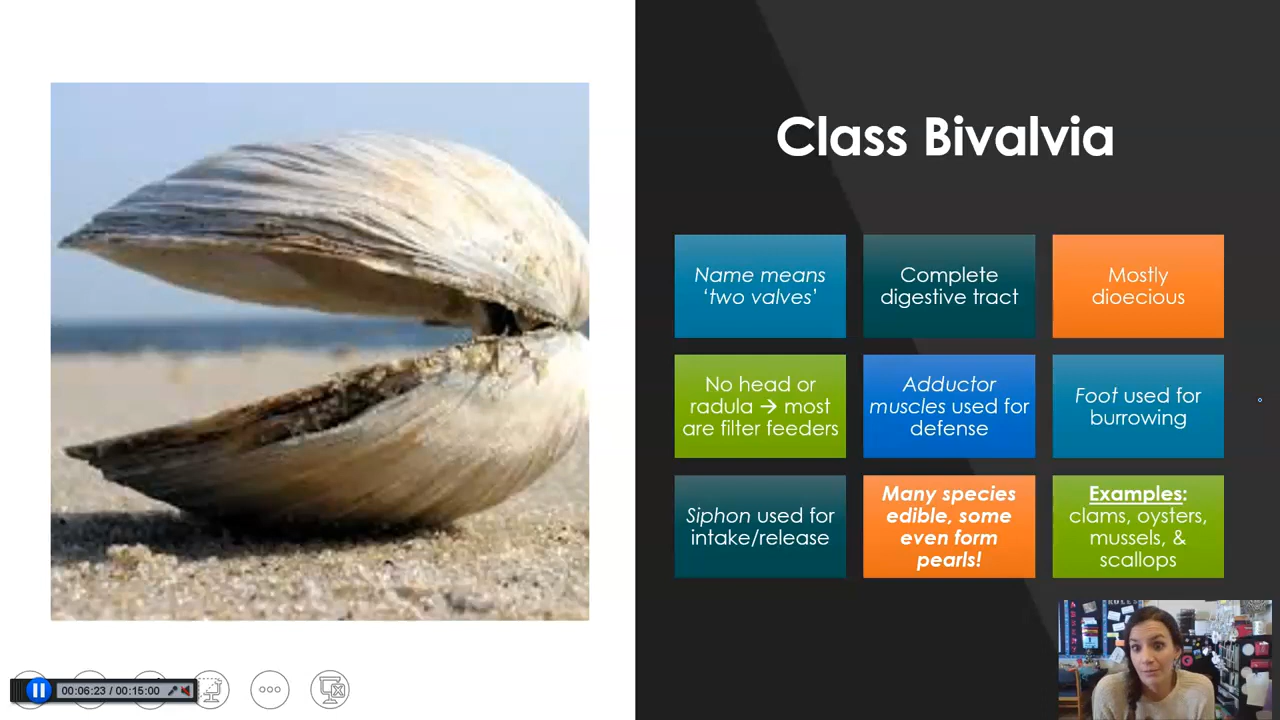 Class Bivalvia
Name means
‘two valves’
Complete
digestive tract
Mostly
dioecious
No head or
radula → most
are filter feeders
Adductor
muscles used for
defense
Foot used for
burrowing
Siphon used for
intake/release
Many species
edible, some
even form
pearls!
Examples:
clams, oysters,
mussels, &
scallops
00:06:23 / 00:15:00